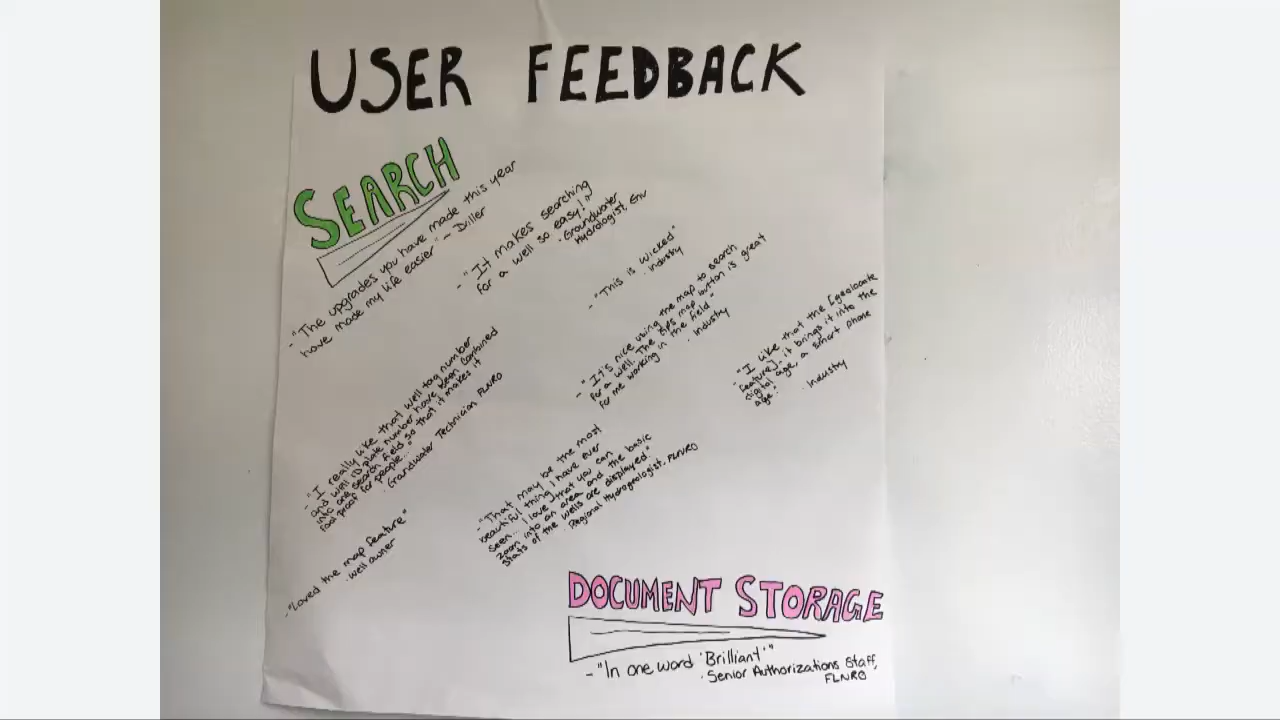 USER FEEDBACK
SEARCH
- "The upgrades you have made this year
have made my life easier" - Driller
- "It makes searching
for a well so easy!"
· Groundwater
Hydrologist, Env
- "This is wicked"
· Industry
- "It's nice using the map to search
for a well. The map button is great
for me working in the field"
· Industry
- "I like that the [geolocate
feature] - it brings it into the
digital age, a smart phone
age."
· Industry
- "I really like that well tag number
and well ID plate number have been combined
into one search field so that it makes it
fool proof for people..."
· Groundwater Technician FLNRO
- "That may be the most
beautiful thing I have ever
seen... I love that you can
zoom into an area and the basic
stats of the wells are displayed"
· Regional Hydrogeologist, FLNRO
- "Loved the map feature"
· well owner
DOCUMENT STORAGE
- "In one word 'Brilliant'"
· Senior Authorizations Staff,
FLNRO